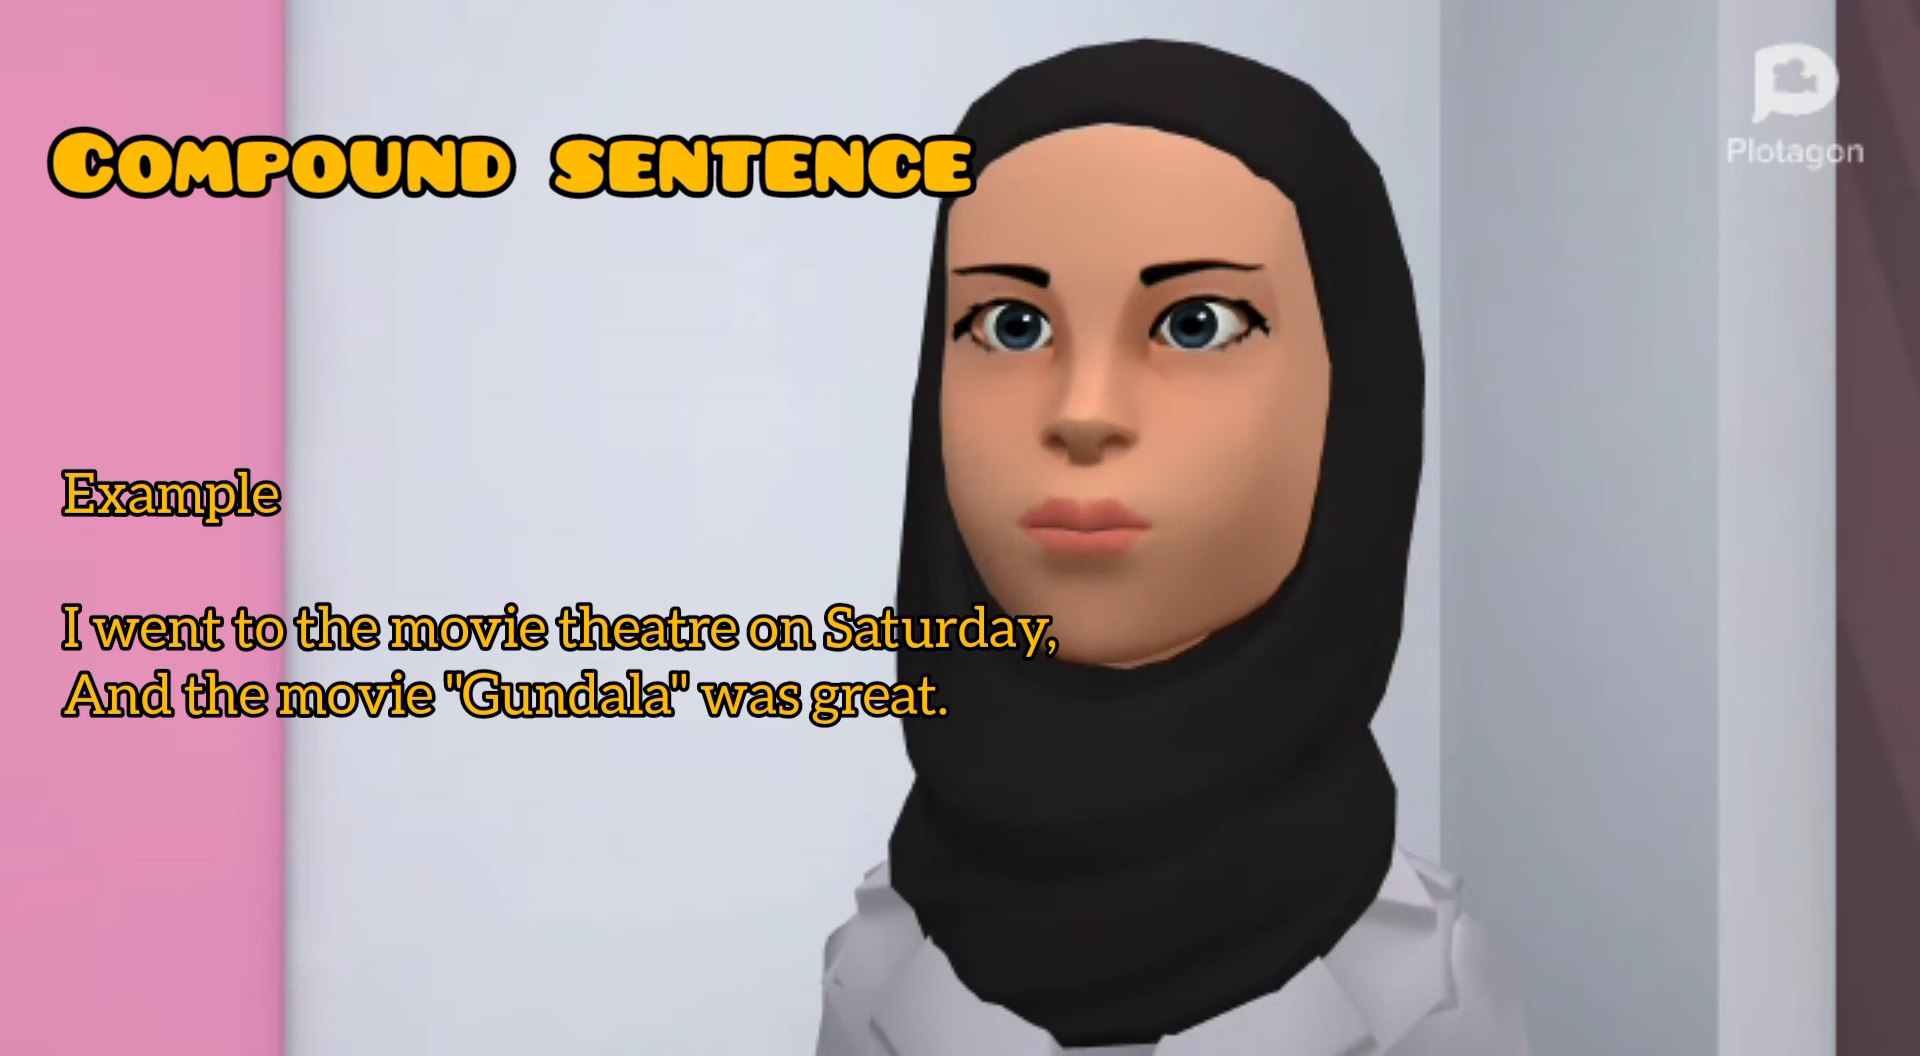 Plotagon
Compound sentence
Example
I went to the movie theatre on Saturday,
And the movie "Gundala" was great.